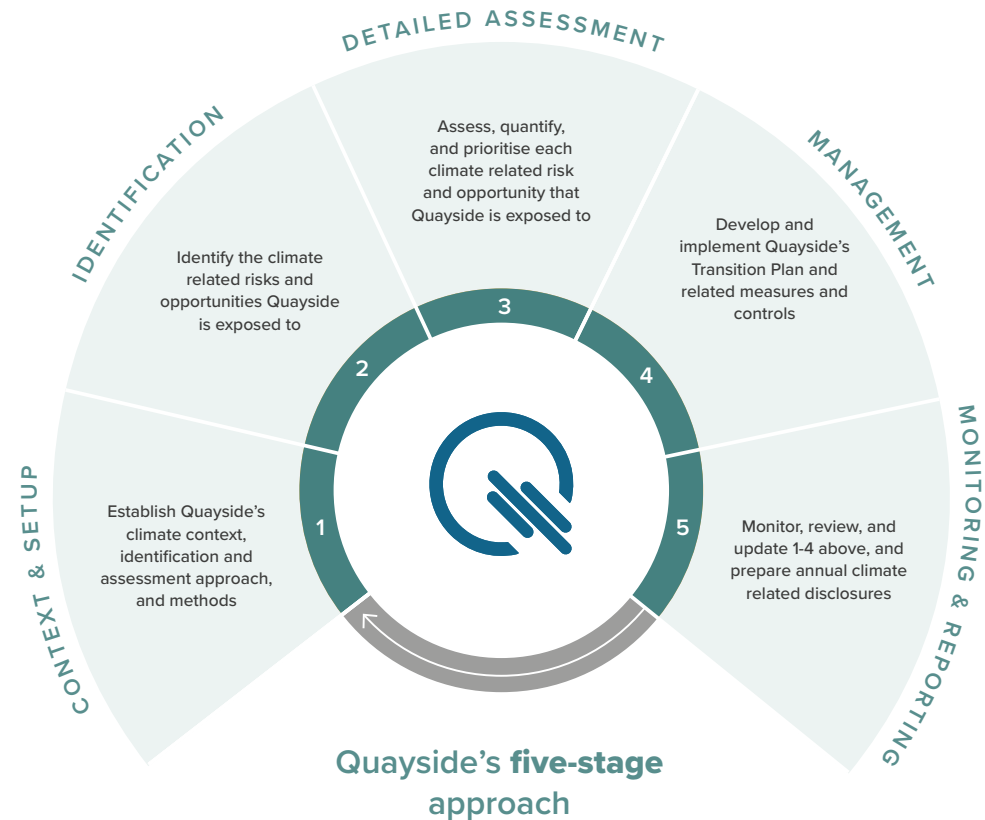 CONTEXT & SETUP
1
Establish Quayside’s
climate context,
identification and
assessment approach,
and methods
IDENTIFICATION
2
Identify the climate
related risks and
opportunities Quayside
is exposed to
DETAILED ASSESSMENT
3
Assess, quantify,
and prioritise each
climate related risk
and opportunity that
Quayside is exposed to
MANAGEMENT
4
Develop and
implement Quayside’s
Transition Plan and
related measures and
controls
MONITORING & REPORTING
5
Monitor, review, and
update 1-4 above, and
prepare annual climate
related disclosures
Quayside’s five-stage
approach